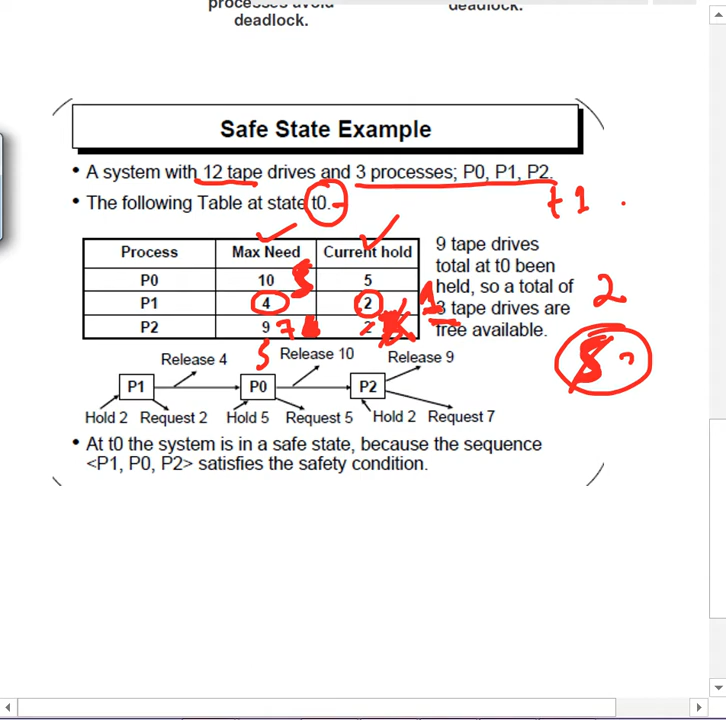 processes avoid
deadlock.
deadlock.
Safe State Example
• A system with 12 tape drives and 3 processes; P0, P1, P2.
• The following Table at state t0.
t1
Process Max Need Current hold
P0 10 5
P1 4 2
P2 9 2
5
7
1
2
5
9 tape drives
total at t0 been
held, so a total of
3 tape drives are
free available.
Release 4 Release 10 Release 9
P1 P0 P2
Hold 2 Request 2 Hold 5 Request 5 Hold 2 Request 7
• At t0 the system is in a safe state, because the sequence
<P1, P0, P2> satisfies the safety condition.